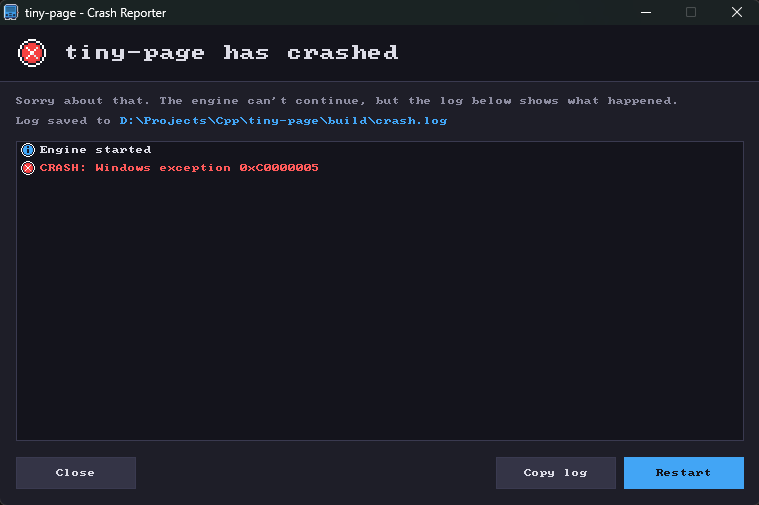 tiny-page - Crash Reporter
tiny-page has crashed
Sorry about that. The engine can't continue, but the log below shows what happened.
Log saved to D:\Projects\Cpp\tiny-page\build\crash.log
Engine started
CRASH: Windows exception 0xC0000005
Close
Copy log
Restart